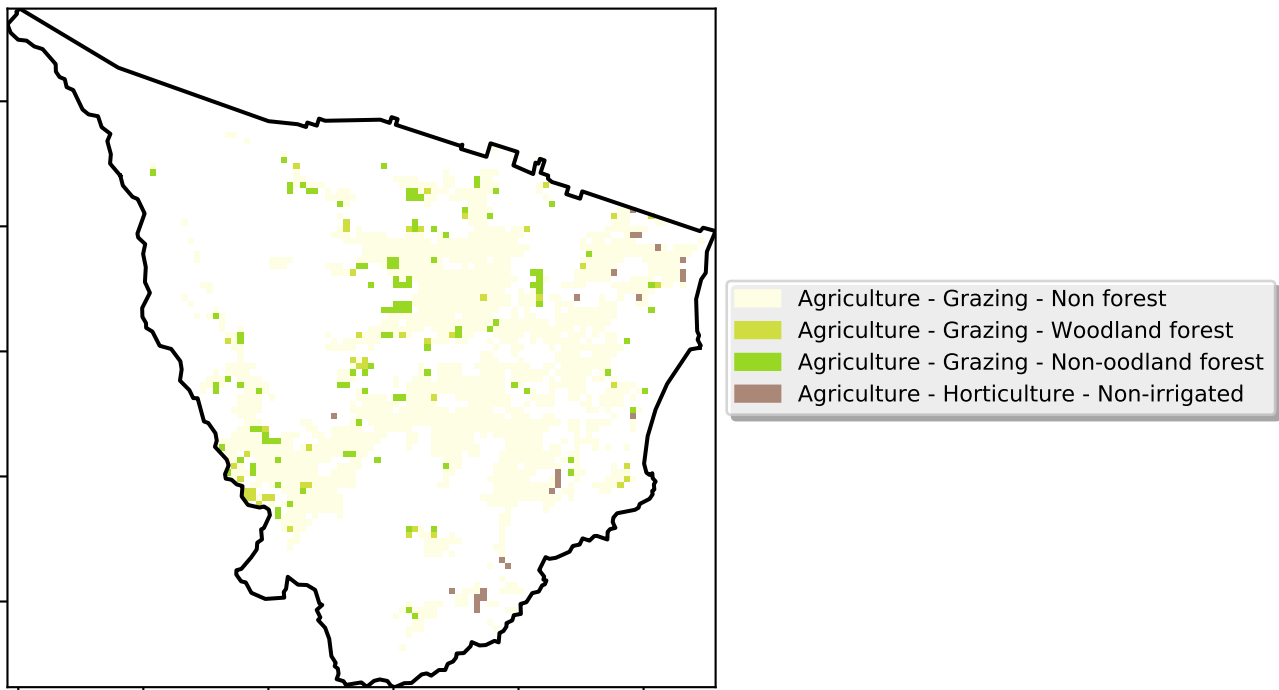 Agriculture - Grazing - Non forest
Agriculture - Grazing - Woodland forest
Agriculture - Grazing - Non-oodland forest
Agriculture - Horticulture - Non-irrigated